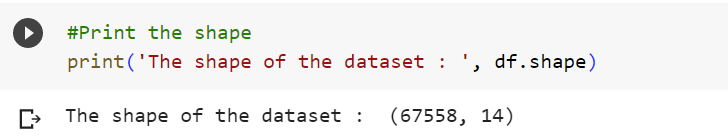 #Print the shape
print('The shape of the dataset : ', df.shape)
The shape of the dataset :  (67558, 14)